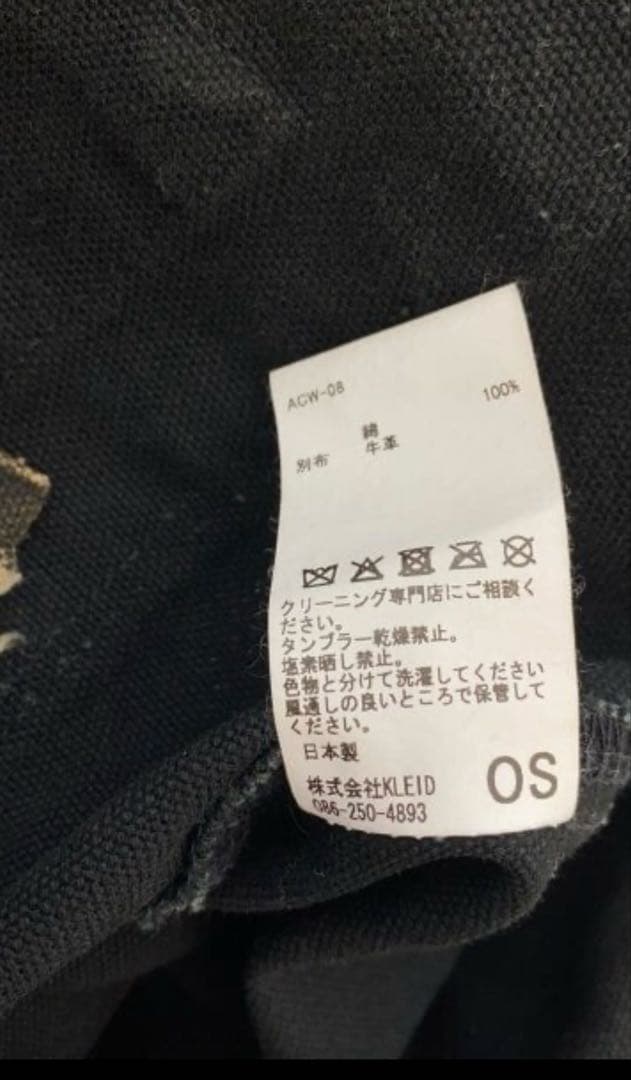 ACW-08
綿 100%
別布 牛革
クリーニング専門店にご相談く
ださい。
タンブラー乾燥禁止。
塩素晒し禁止。
色物と分けて洗濯してください
風通しの良いところで保管して
ください。
日本製
株式会社KLEID
086-250-4893
OS